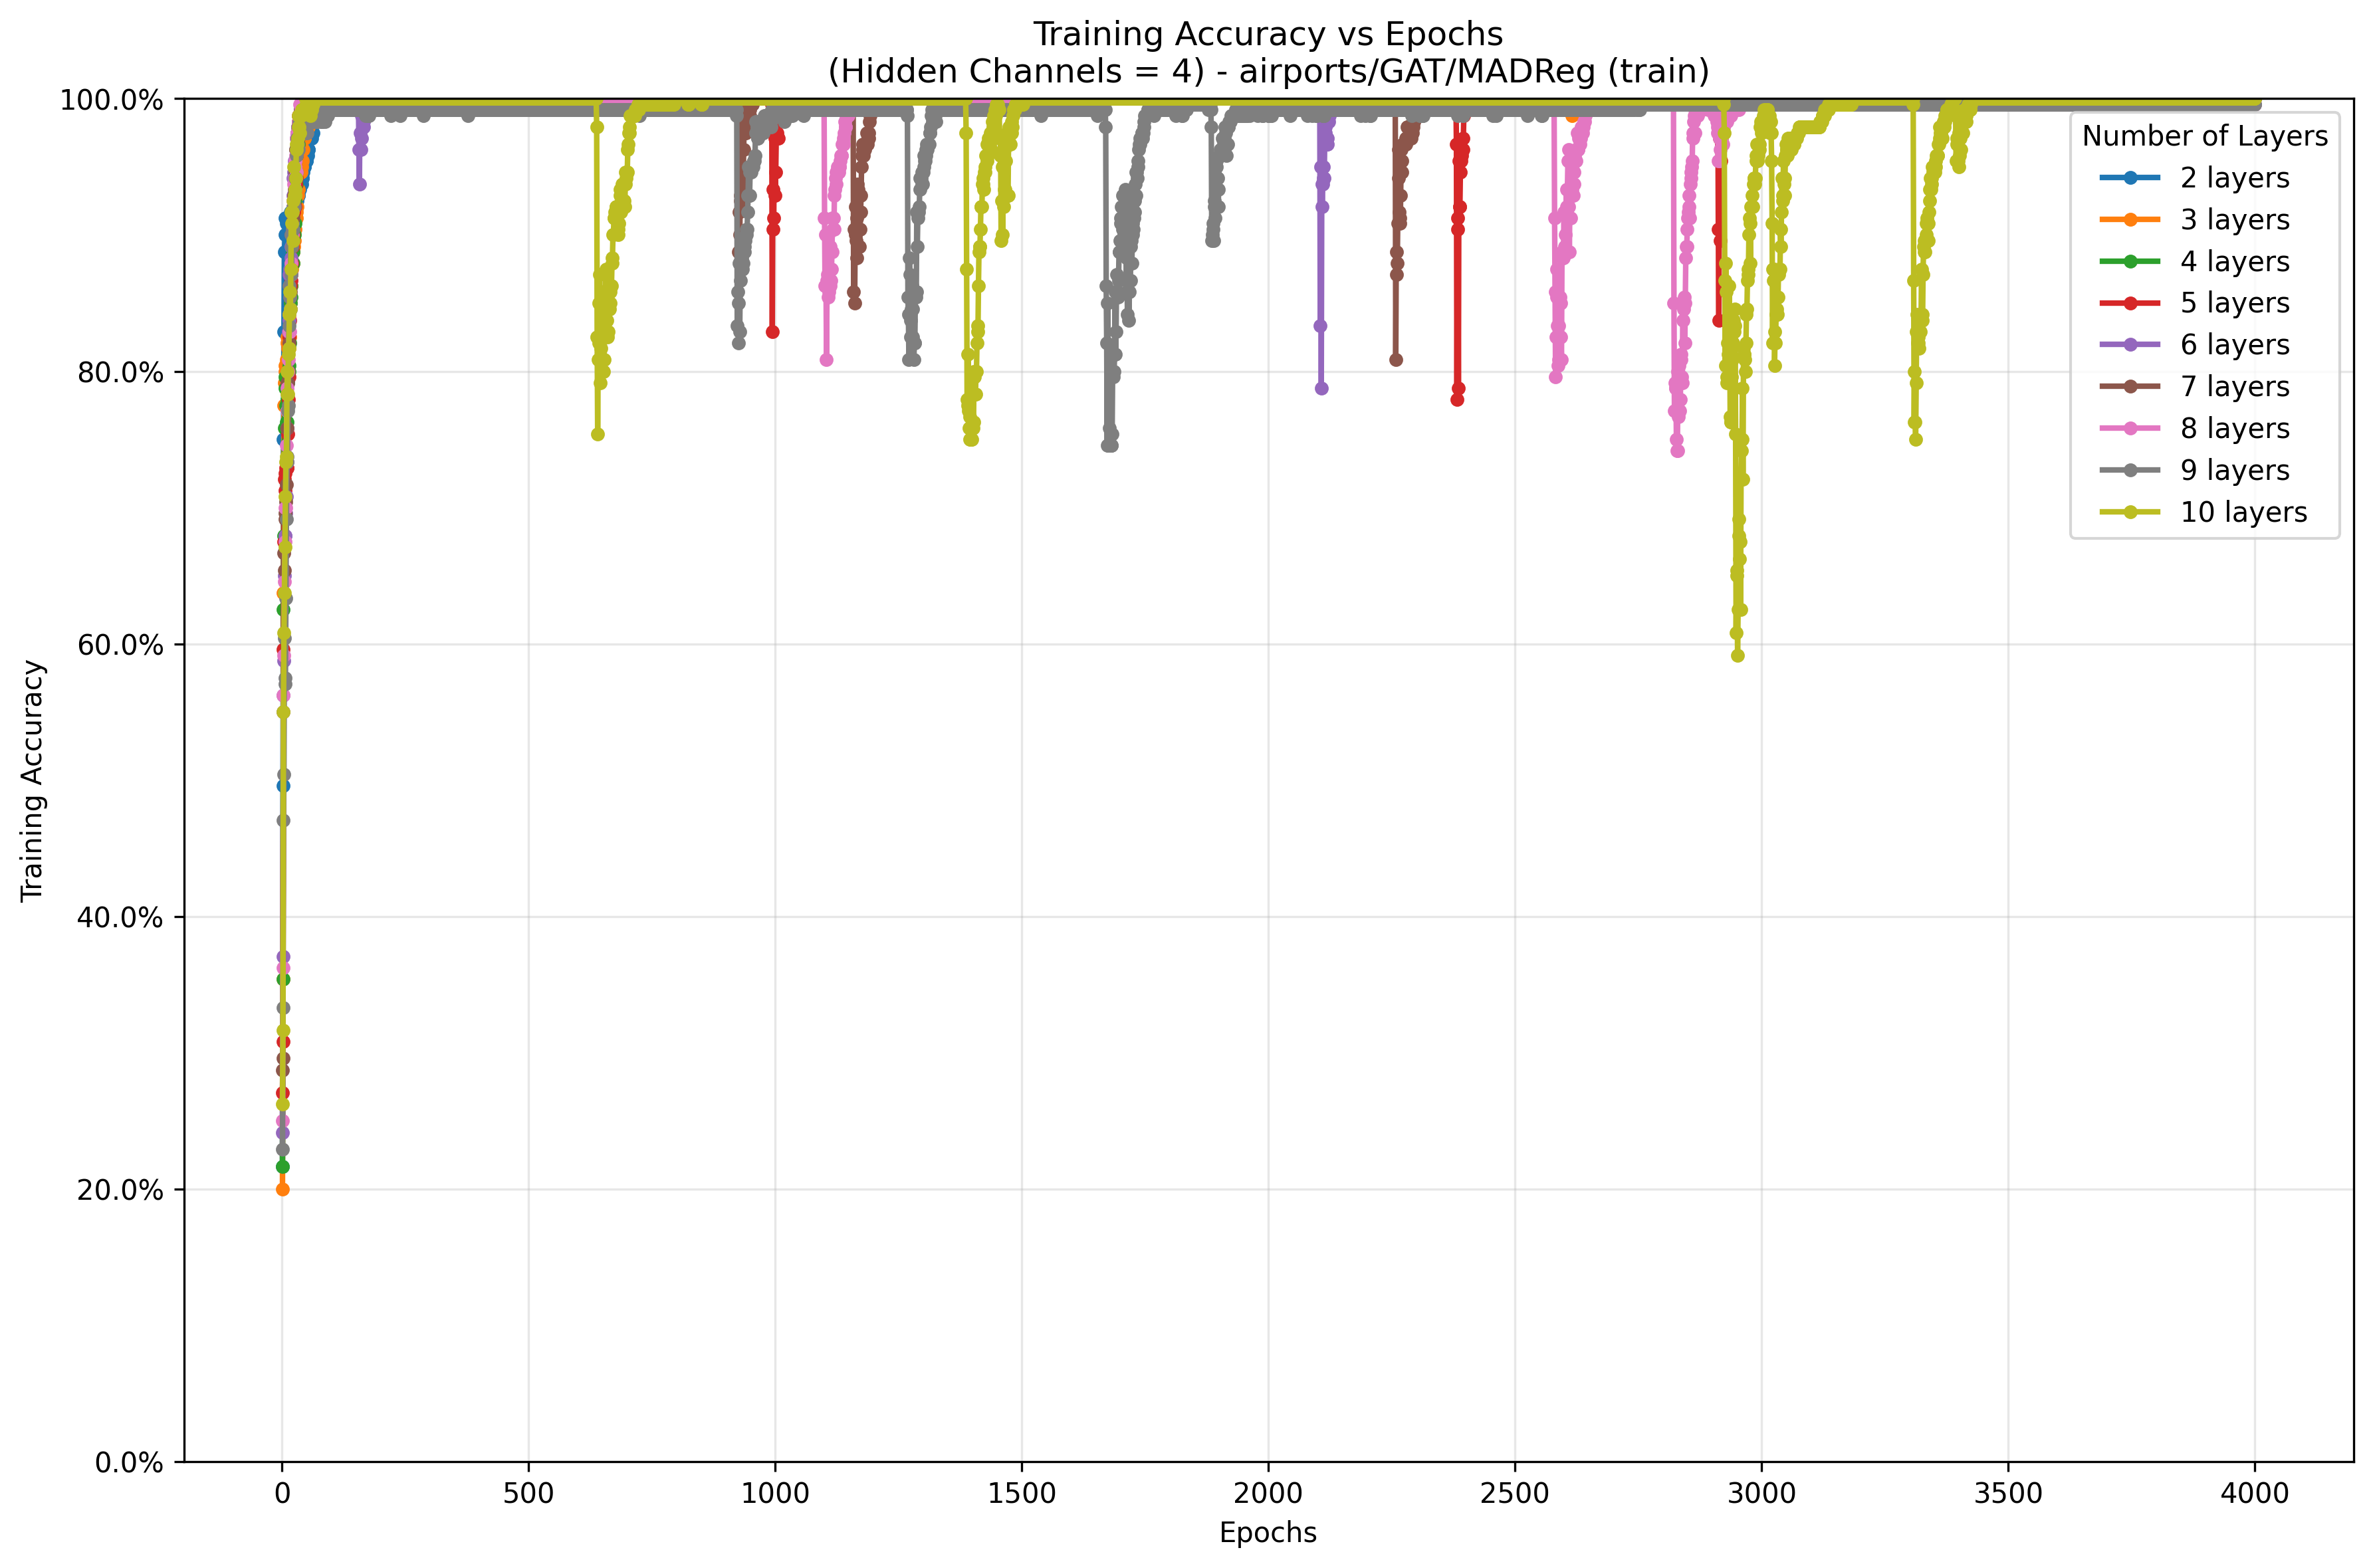 Training Accuracy vs Epochs
(Hidden Channels = 4) - airports/GAT/MADReg (train)
Training Accuracy
100.0%
80.0%
60.0%
40.0%
20.0%
0.0%
Number of Layers
2 layers
3 layers
4 layers
5 layers
6 layers
7 layers
8 layers
9 layers
10 layers
0 500 1000 1500 2000 2500 3000 3500 4000
Epochs